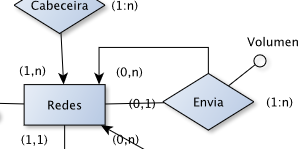 Cabeceira (1:n)
Volumen
(1,n) (0,n)
Redes (0,1) Envia (1:n)
(1,1) (0,n)